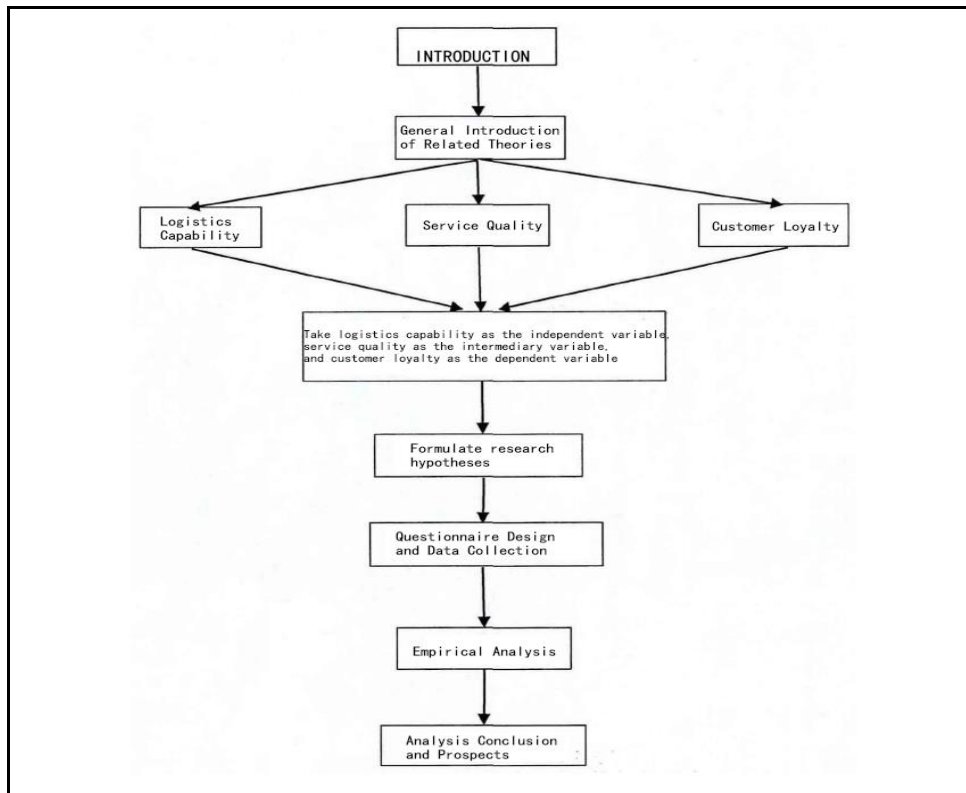 INTRODUCTION
General Introduction
of Related Theories
Logistics
Capability
Service Quality
Customer Loyalty
Take logistics capability as the independent variable,
service quality as the intermediary variable,
and customer loyalty as the dependent variable
Formulate research
hypotheses
Questionnaire Design
and Data Collection
Empirical Analysis
Analysis Conclusion
and Prospects